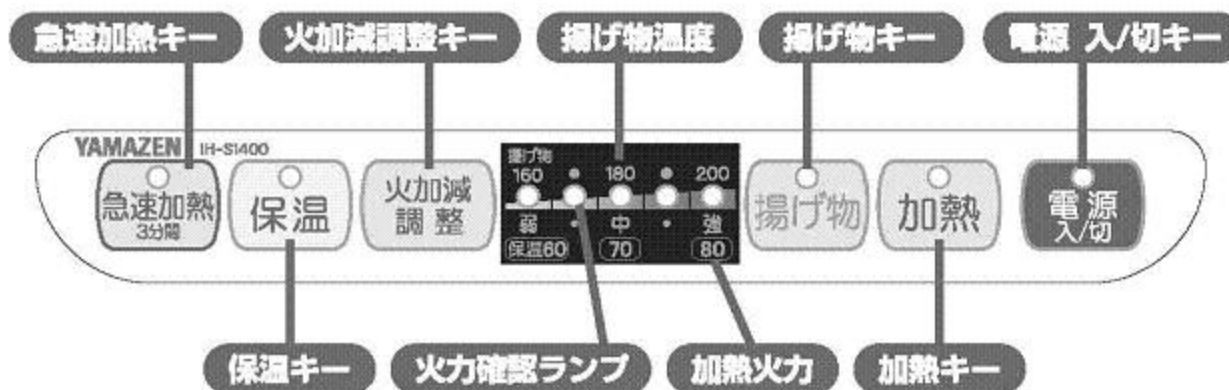 急速加熱キー 火加減調整キー 揚げ物温度 揚げ物キー 電源 入/切キー
YAMAZEN IH-S1400
急速加熱
3分間
保温
火加減
調整
揚げ物
160 180 200
弱 中 強
保温60 70 80
揚げ物
加熱
電源
入/切
保温キー 火力確認ランプ 加熱火力 加熱キー